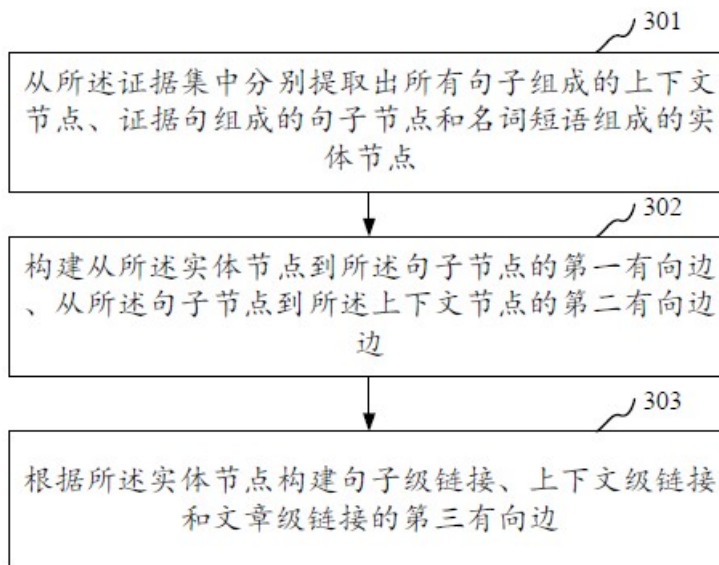 301
从所述证据集中分别提取出所有句子组成的上下文
节点、证据句组成的句子节点和名词短语组成的实
体节点
302
构建从所述实体节点到所述句子节点的第一有向边
、从所述句子节点到所述上下文节点的第二有向边
边
303
根据所述实体节点构建句子级链接、上下文级链接
和文章级链接的第三有向边